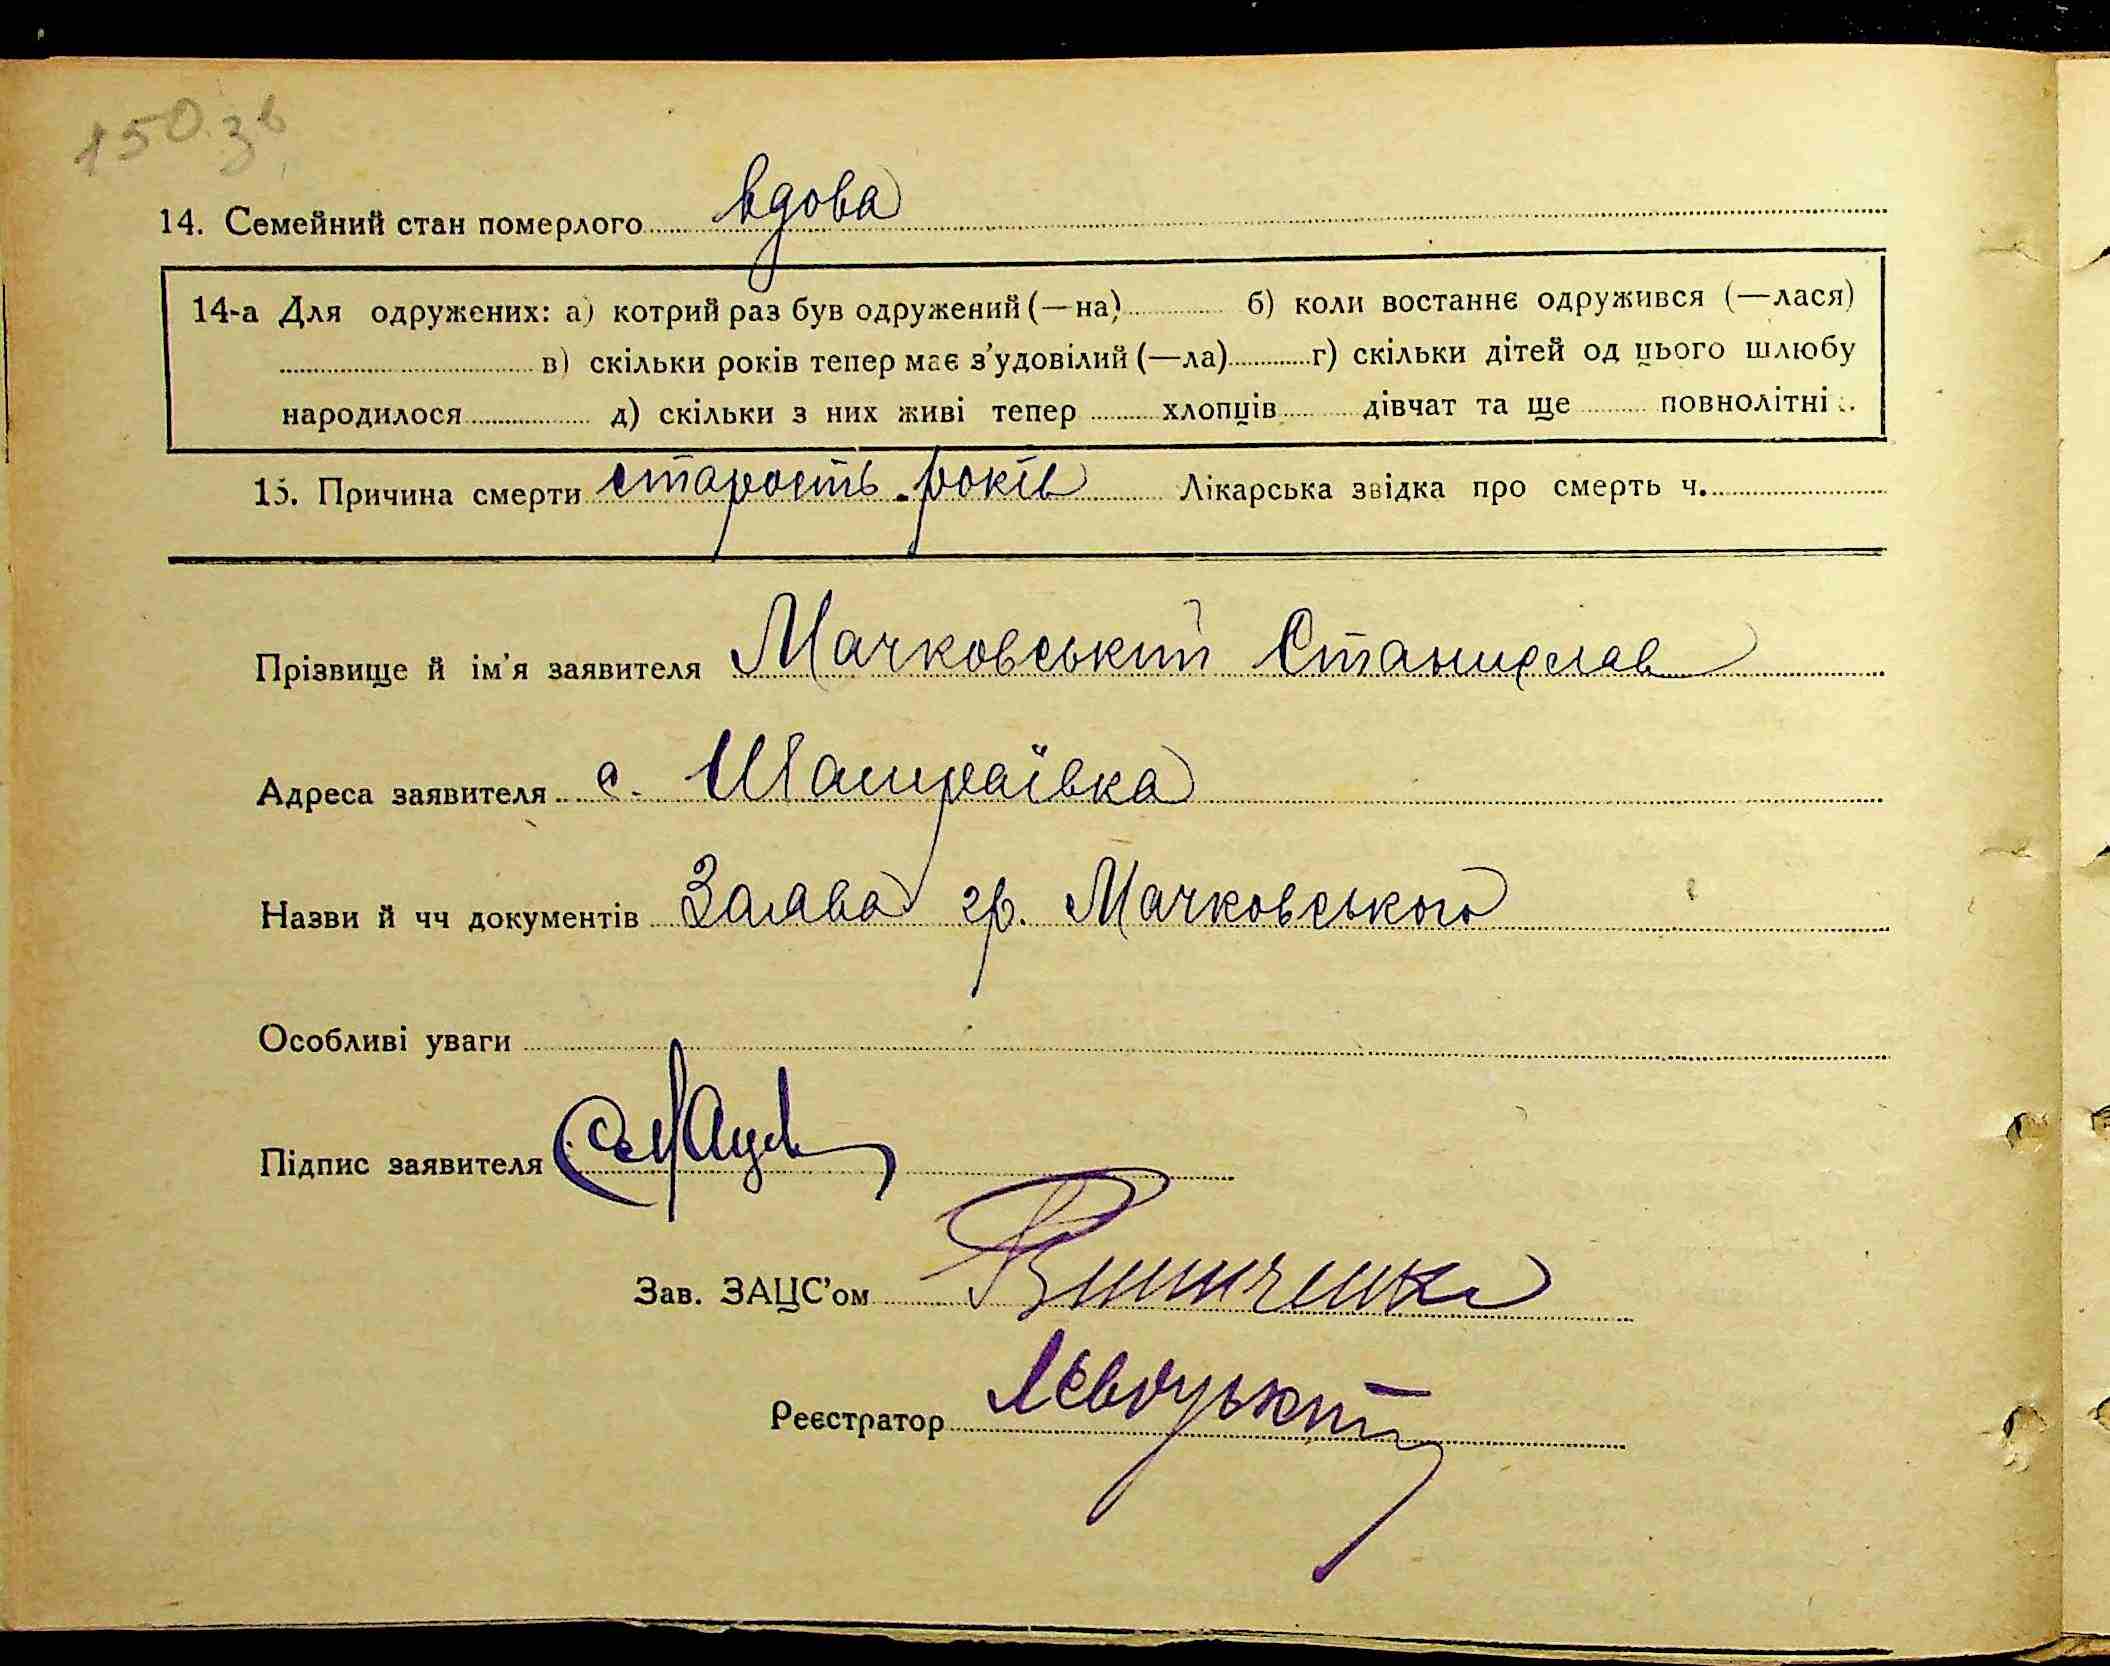 150 зв
14. Семейний стан померлого вдова
14-а Для одружених: а) котрий раз був одружений (—на) б) коли востаннє одружився (—лася)
в) скільки років тепер має з'удовілий (—ла) г) скільки дітей од цього шлюбу
народилося д) скільки з них живі тепер хлопців дівчат та ще повнолітні
15. Причина смерти старость років Лікарська звідка про смерть ч.
Прізвище й ім'я заявителя Мачковський Станислав
Адреса заявителя с. Шамраївка
Назви й чч документів Заява гр. Мачковського
Особливі уваги
Підпис заявителя
Зав. ЗАЦС'ом Винниченко
Реєстратор